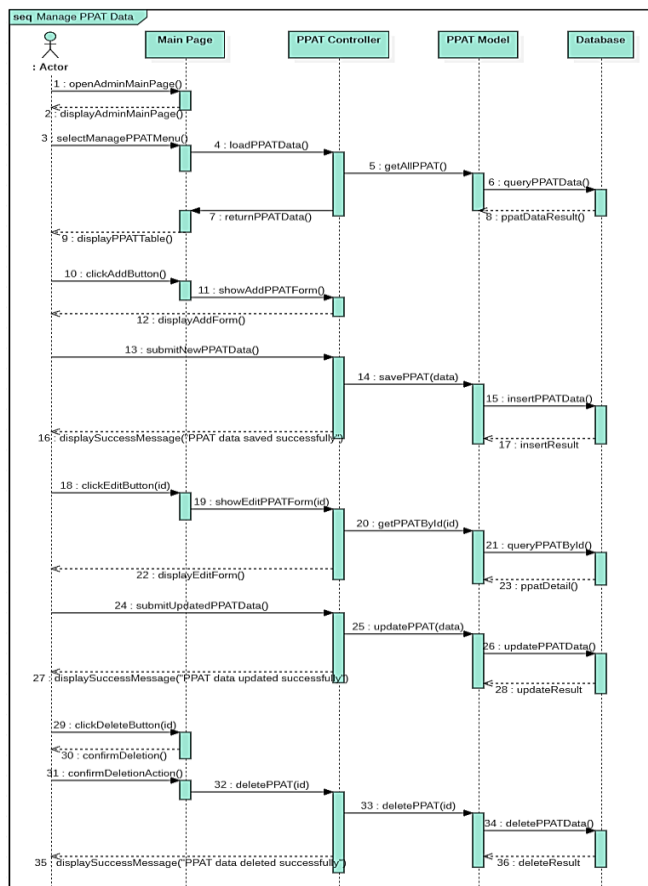 seq Manage PPAT Data
Main Page
PPAT Controller
PPAT Model
Database
: Actor
1 : openAdminMainPage()
2 : displayAdminMainPage()
3 : selectManagePPATMenu()
4 : loadPPATData()
5 : getAllPPAT()
6 : queryPPATData()
7 : returnPPATData()
8 : ppatDataResult()
9 : displayPPATTable()
10 : clickAddButton()
11 : showAddPPATForm()
12 : displayAddForm()
13 : submitNewPPATData()
14 : savePPAT(data)
15 : insertPPATData()
16 : displaySuccessMessage("PPAT data saved successfully")
17 : insertResult
18 : clickEditButton(id)
19 : showEditPPATForm(id)
20 : getPPATById(id)
21 : queryPPATById()
22 : displayEditForm()
23 : ppatDetail()
24 : submitUpdatedPPATData()
25 : updatePPAT(data)
26 : updatePPATData()
27 : displaySuccessMessage("PPAT data updated successfully")
28 : updateResult
29 : clickDeleteButton(id)
30 : confirmDeletion()
31 : confirmDeletionAction()
32 : deletePPAT(id)
33 : deletePPAT(id)
34 : deletePPATData()
35 : displaySuccessMessage("PPAT data deleted successfully")
36 : deleteResult